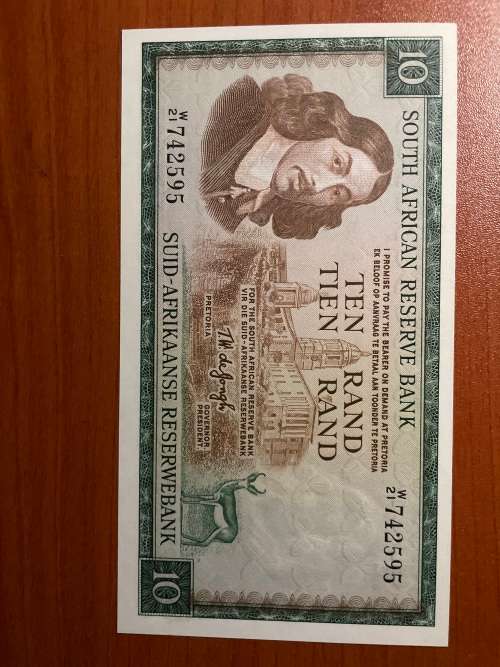 10
SOUTH AFRICAN RESERVE BANK
I PROMISE TO PAY THE BEARER ON DEMAND AT PRETORIA
EK BELOOF OP AANVRAAG TE BETAAL AAN TOONDER TE PRETORIA
W
21 742595
TEN RAND
TIEN RAND
FOR THE SOUTH AFRICAN RESERVE BANK
VIR DIE SUID-AFRIKAANSE RESERWEBANK
T.W. de Jongh
PRETORIA
GOVERNOR
PRESIDENT
W
21 742595
SUID-AFRIKAANSE RESERWEBANK
10